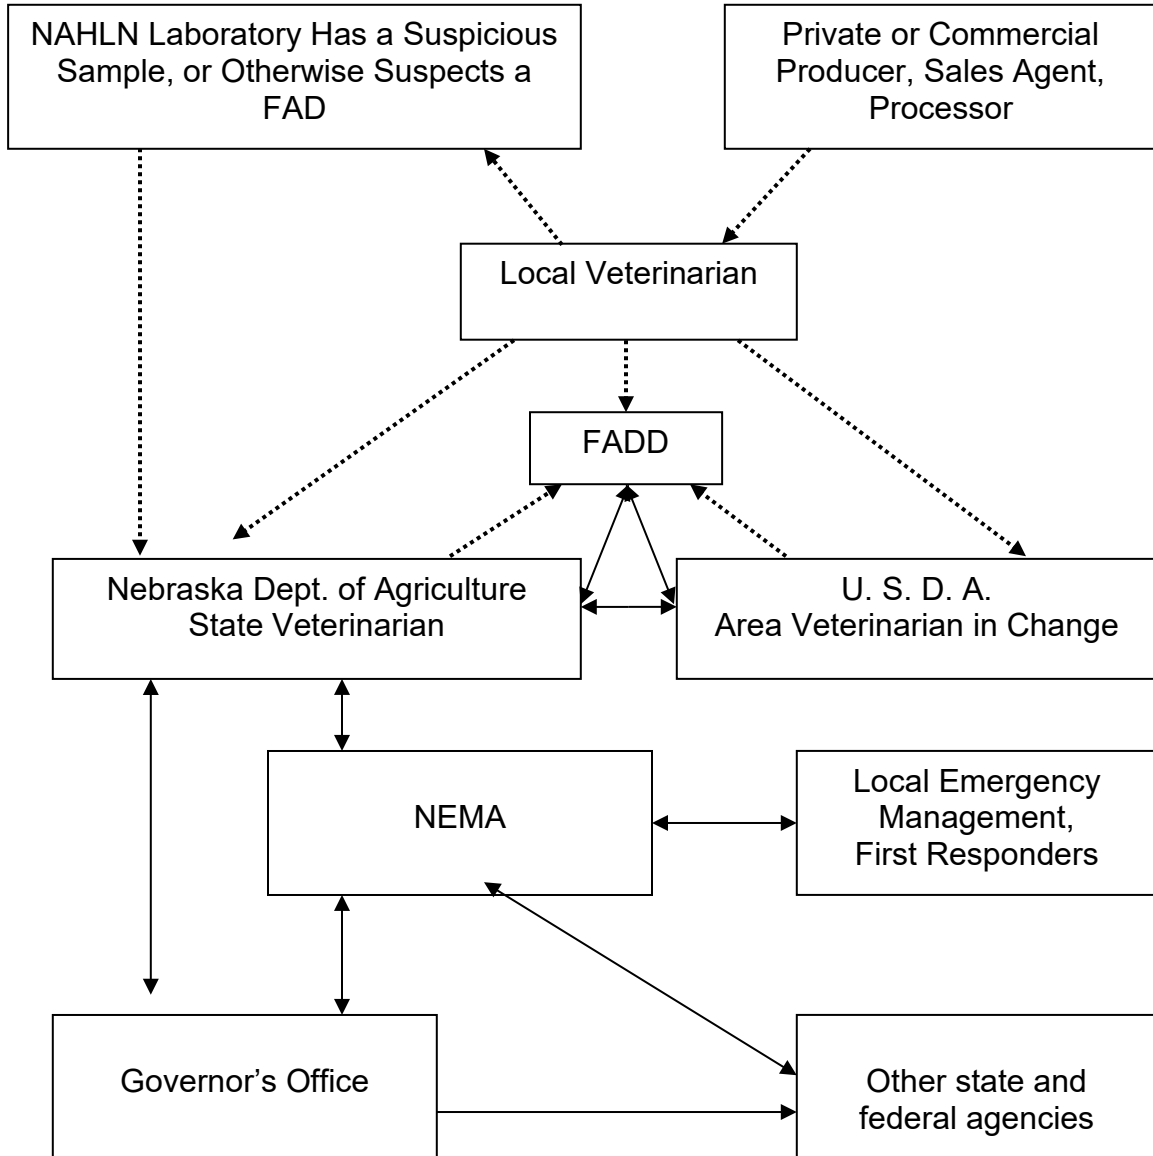 NAHLN Laboratory Has a Suspicious
Sample, or Otherwise Suspects a
FAD
Private or Commercial
Producer, Sales Agent,
Processor
Local Veterinarian
FADD
Nebraska Dept. of Agriculture
State Veterinarian
U. S. D. A.
Area Veterinarian in Change
NEMA
Local Emergency
Management,
First Responders
Governor’s Office
Other state and
federal agencies